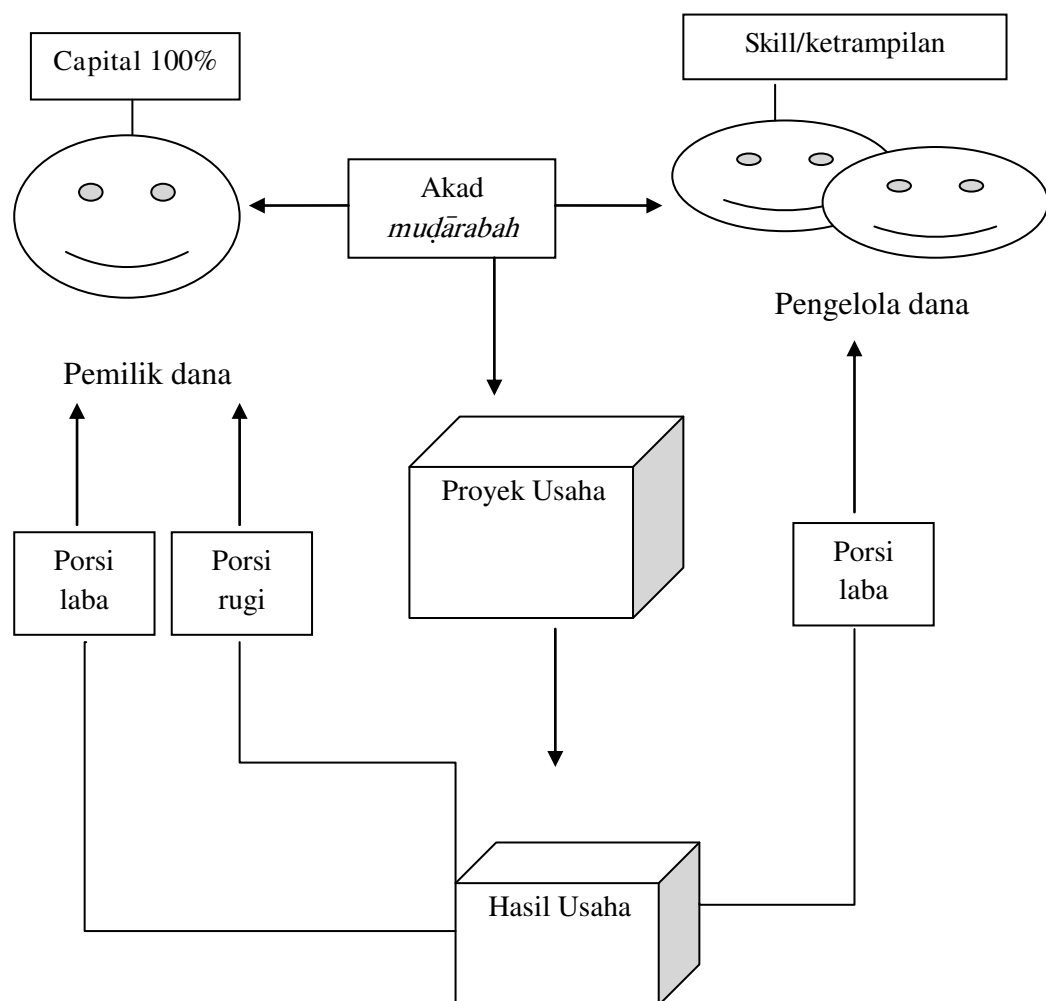 Capital 100%
Skill/ketrampilan
Akad
muḍārabah
Pengelola dana
Pemilik dana
Proyek Usaha
Porsi
laba
Porsi
rugi
Porsi
laba
Hasil Usaha